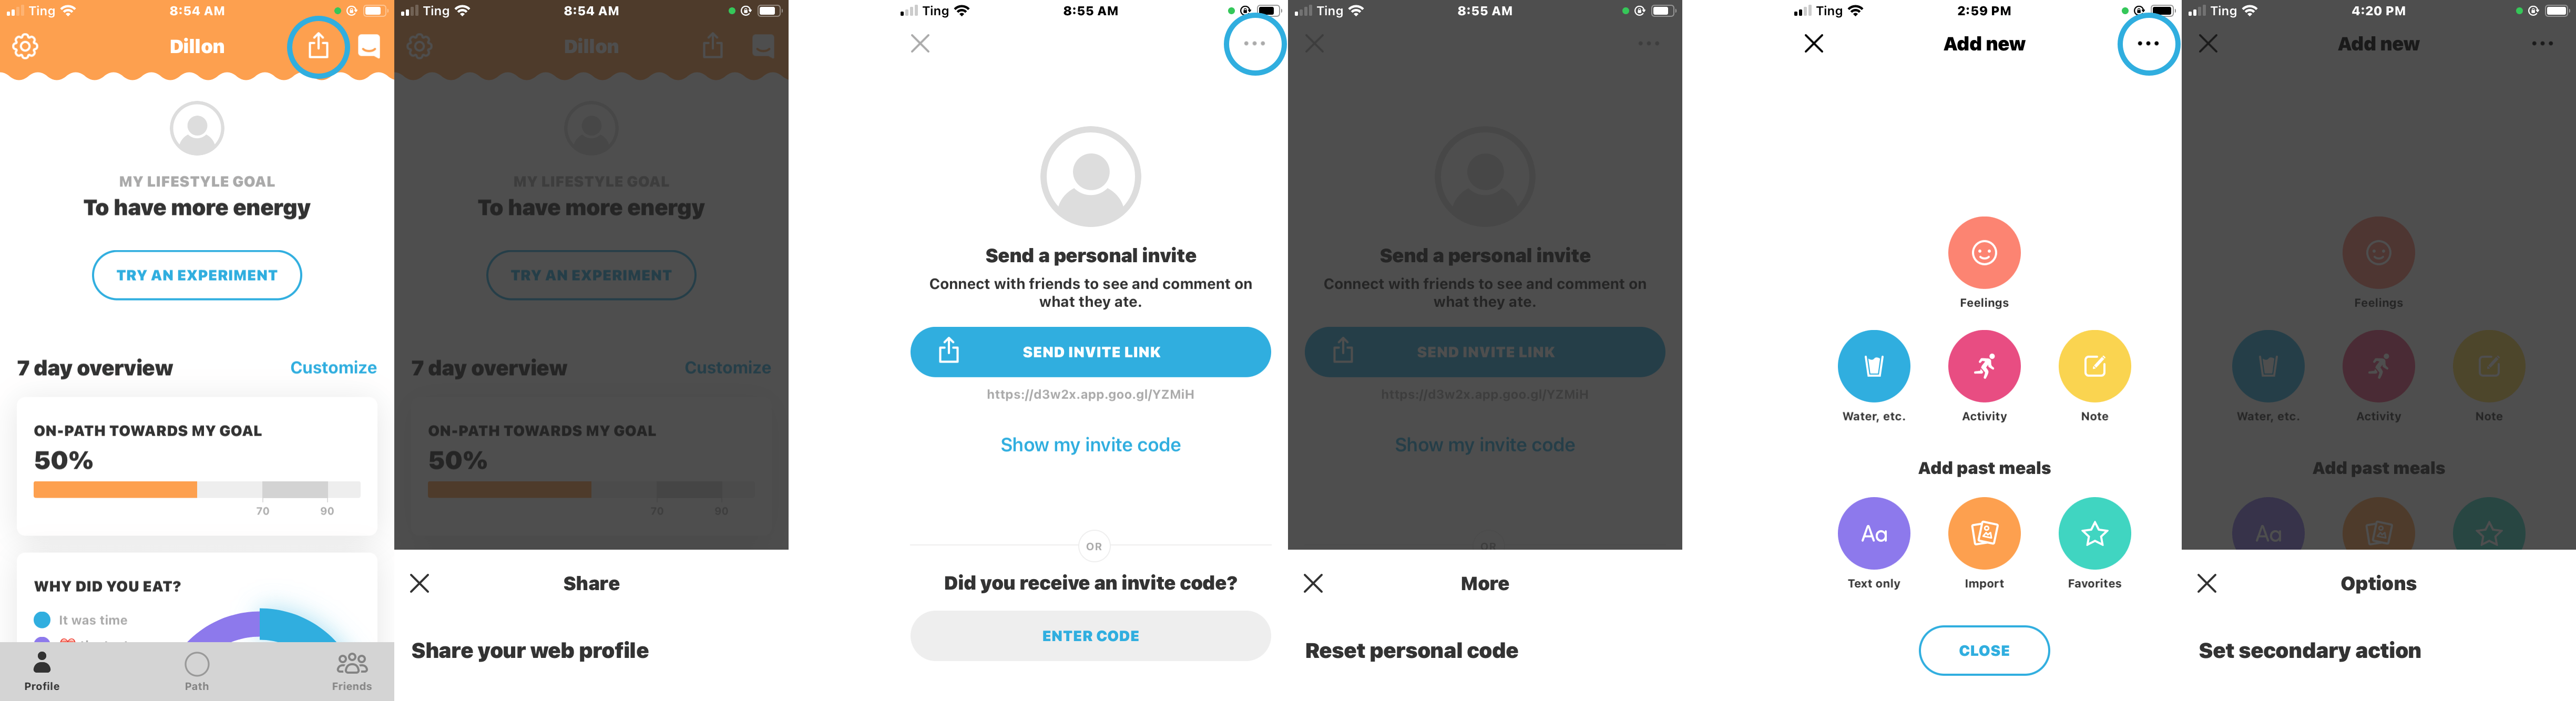 Ting
8:54 AM
Dillon
MY LIFESTYLE GOAL
To have more energy
TRY AN EXPERIMENT
7 day overview
Customize
ON-PATH TOWARDS MY GOAL
50%
70
90
WHY DID YOU EAT?
It was time
Profile
Path
Friends
Ting
8:54 AM
Dillon
MY LIFESTYLE GOAL
To have more energy
TRY AN EXPERIMENT
7 day overview
Customize
ON-PATH TOWARDS MY GOAL
50%
70
90
Share
Share your web profile
Ting
8:55 AM
Send a personal invite
Connect with friends to see and comment on
what they ate.
SEND INVITE LINK
https://d3w2x.app.goo.gl/YZMiH
Show my invite code
OR
Did you receive an invite code?
ENTER CODE
Ting
8:55 AM
Send a personal invite
Connect with friends to see and comment on
what they ate.
SEND INVITE LINK
https://d3w2x.app.goo.gl/YZMiH
Show my invite code
OR
More
Reset personal code
Ting
2:59 PM
Add new
Feelings
Water, etc.
Activity
Note
Add past meals
Aa
Text only
Import
Favorites
CLOSE
Ting
4:20 PM
Add new
Feelings
Water, etc.
Activity
Note
Add past meals
Aa
Options
Set secondary action